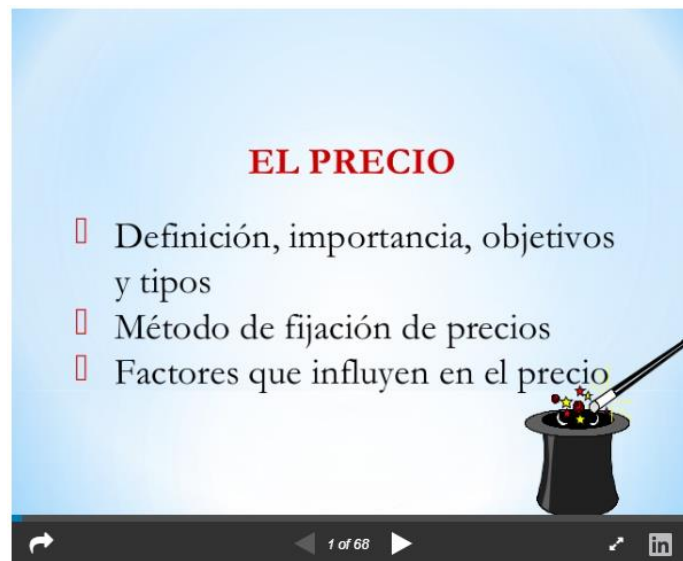 EL PRECIO
Definición, importancia, objetivos
y tipos
Método de fijación de precios
Factores que influyen en el precio
1 of 68
in